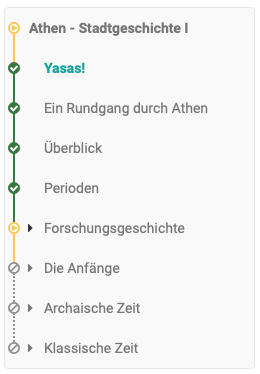 Athen - Stadtgeschichte I
Yasas!
Ein Rundgang durch Athen
Überblick
Perioden
Forschungsgeschichte
Die Anfänge
Archaische Zeit
Klassische Zeit